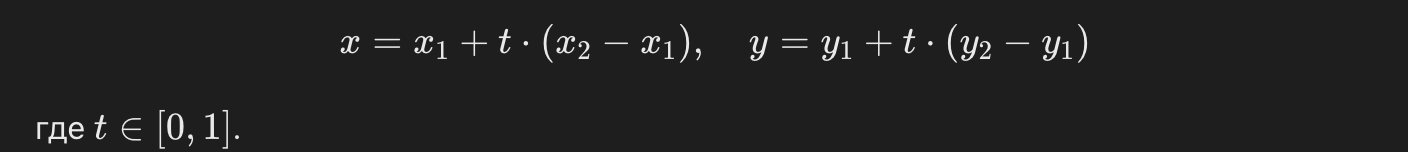 x = x₁ + t · (x₂ − x₁),  y = y₁ + t · (y₂ − y₁)
где t ∈ [0, 1].